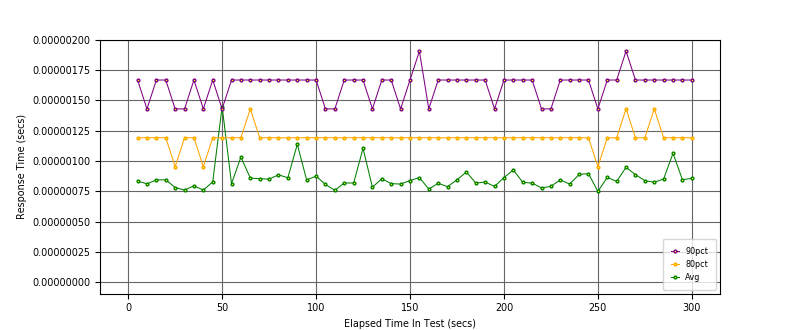 0.00000200
0.00000175
0.00000150
0.00000125
0.00000100
0.00000075
0.00000050
0.00000025
0.00000000
Response Time (secs)
90pct
80pct
Avg
0 50 100 150 200 250 300
Elapsed Time In Test (secs)